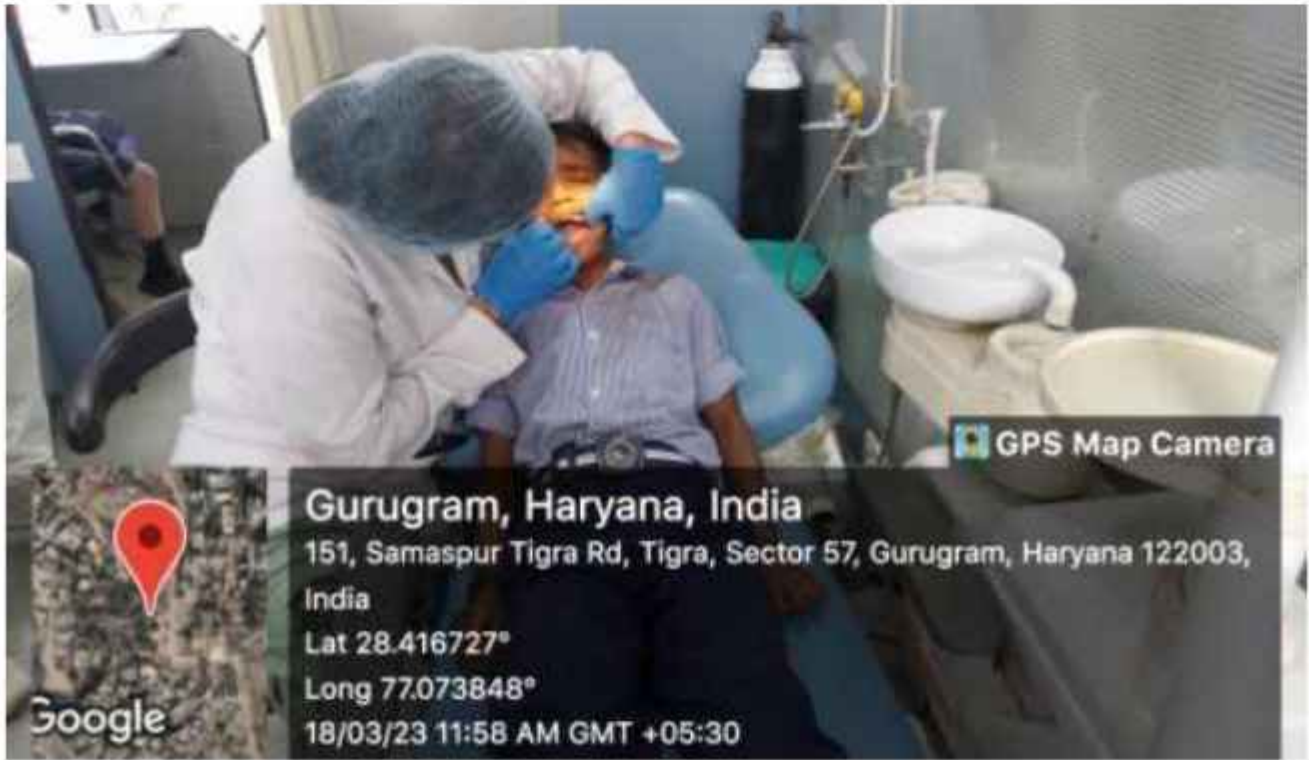 GPS Map Camera
Gurugram, Haryana, India
151, Samaspur Tigra Rd, Tigra, Sector 57, Gurugram, Haryana 122003,
India
Lat 28.416727°
Long 77.073848°
18/03/23 11:58 AM GMT +05:30
Google